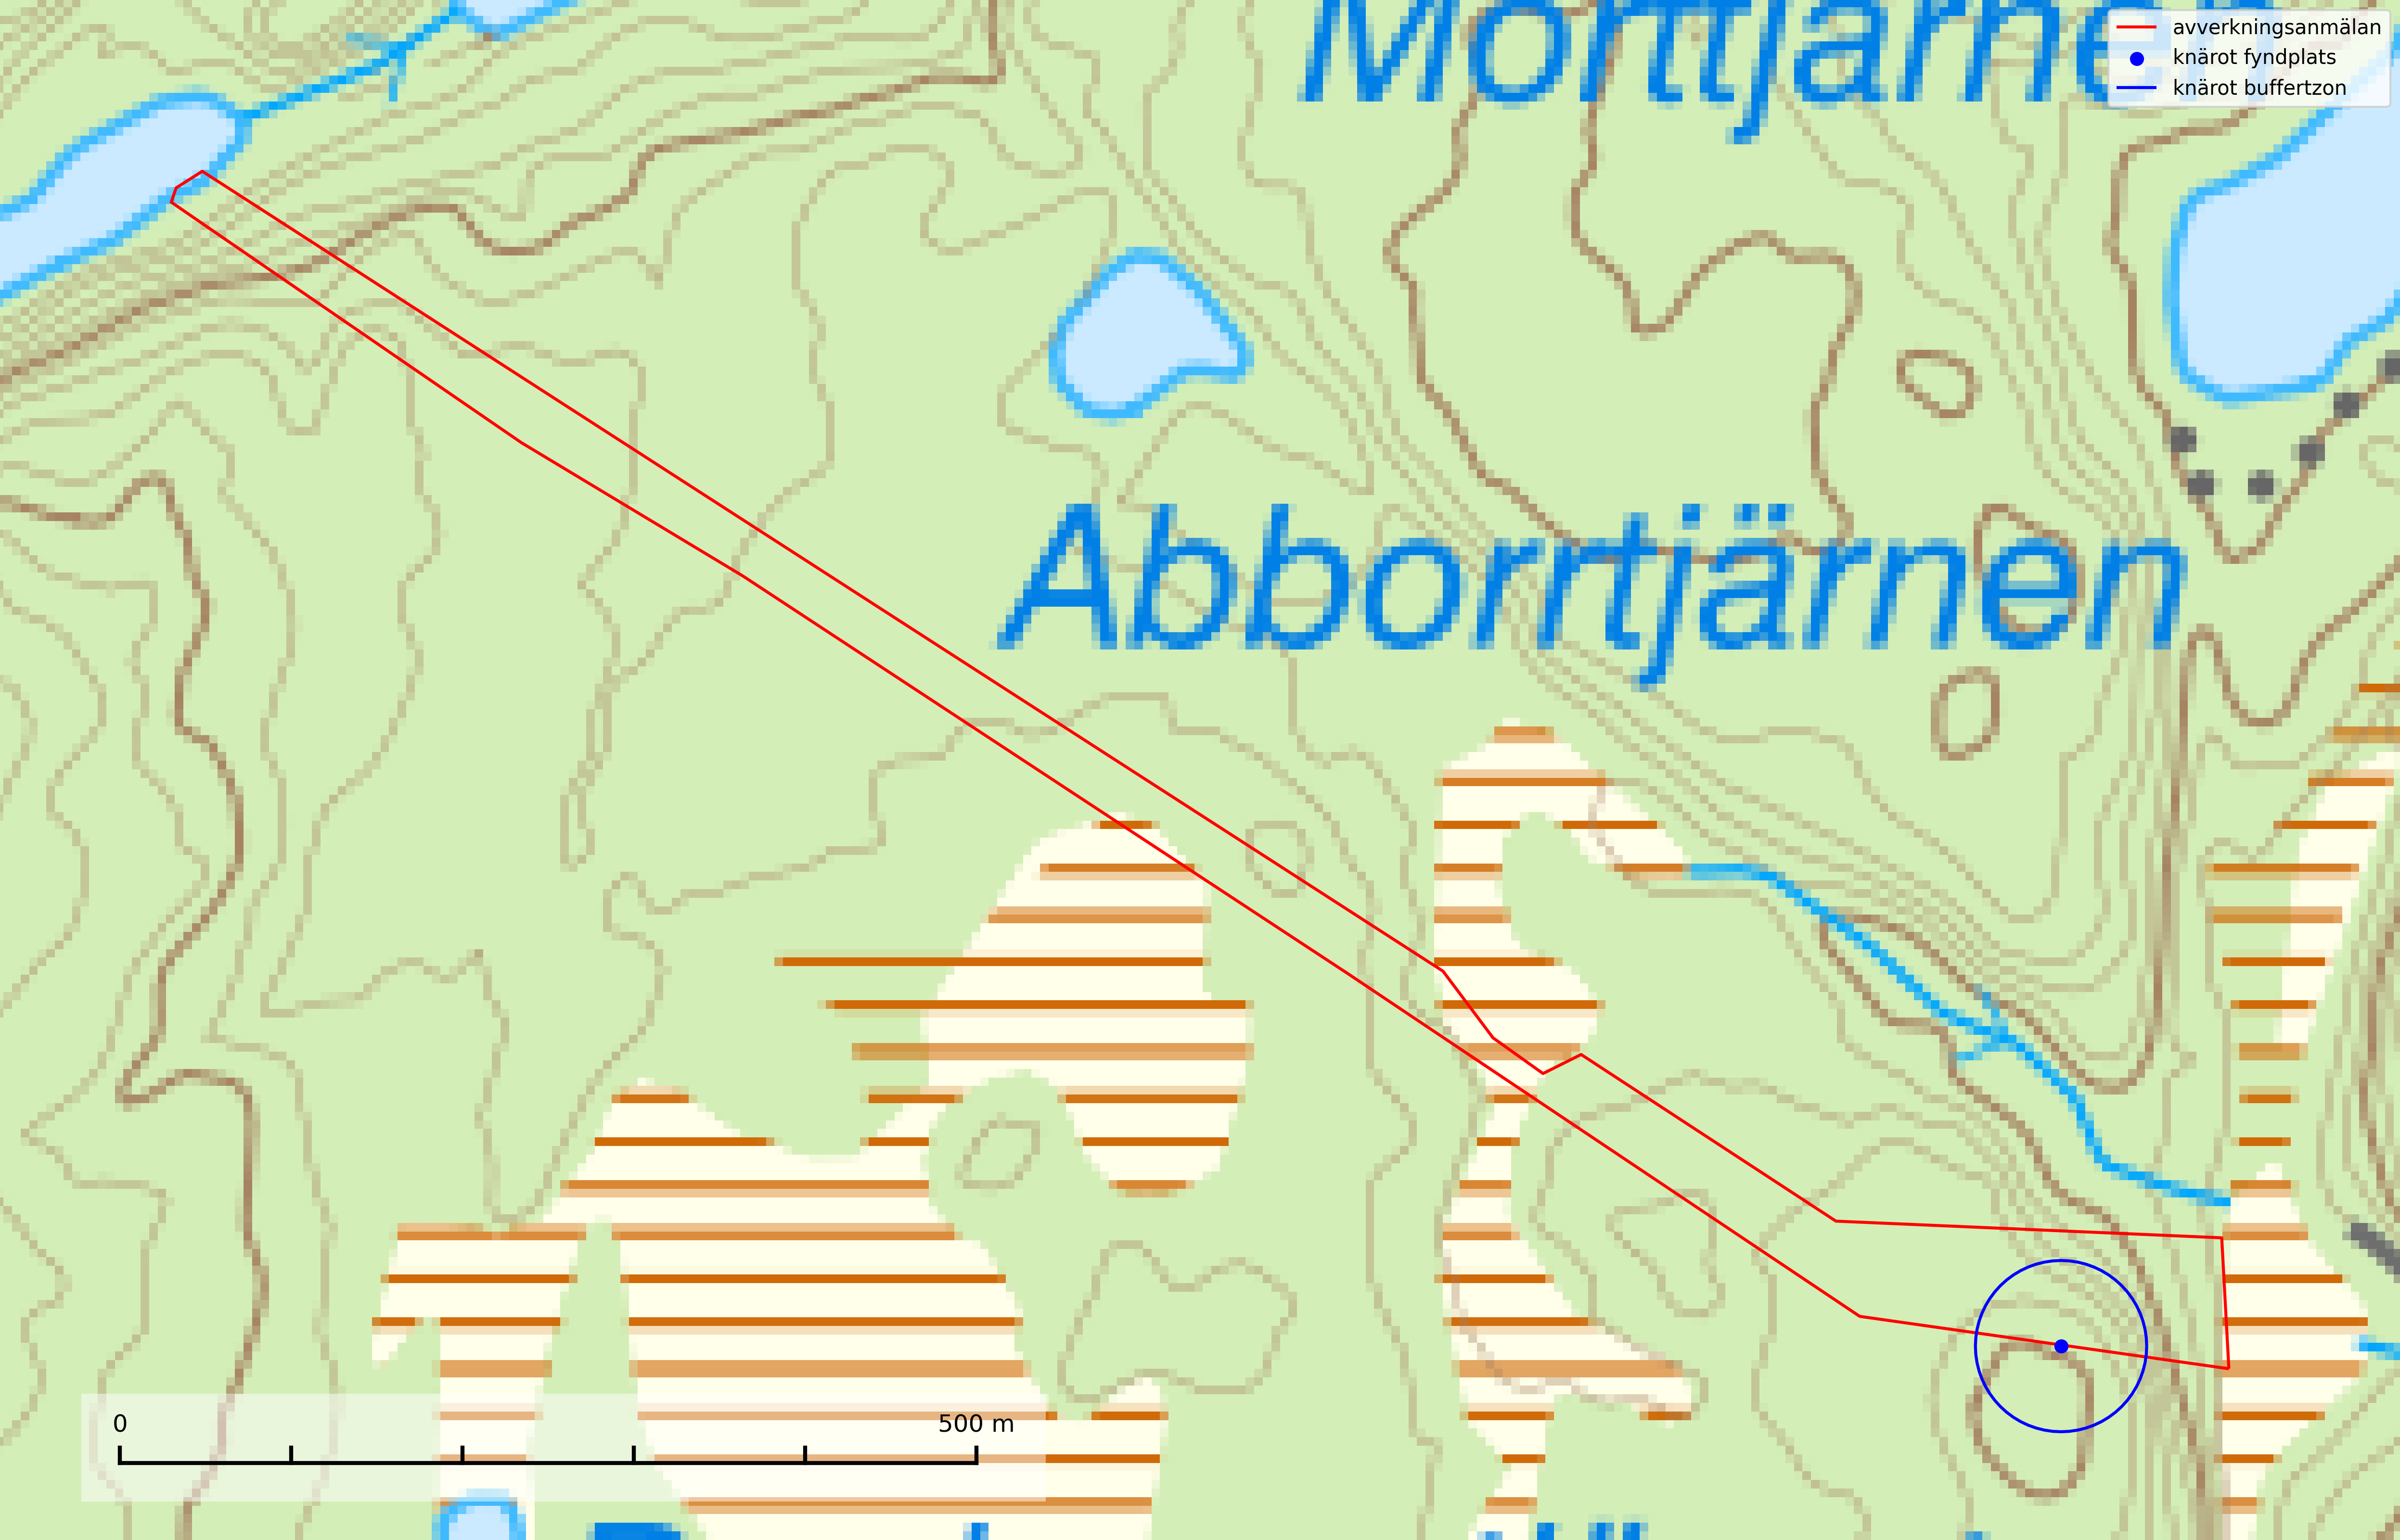 Morttjärnen
avverkningsanmälan
knärot fyndplats
knärot buffertzon
Abborrtjärnen
0 500 m